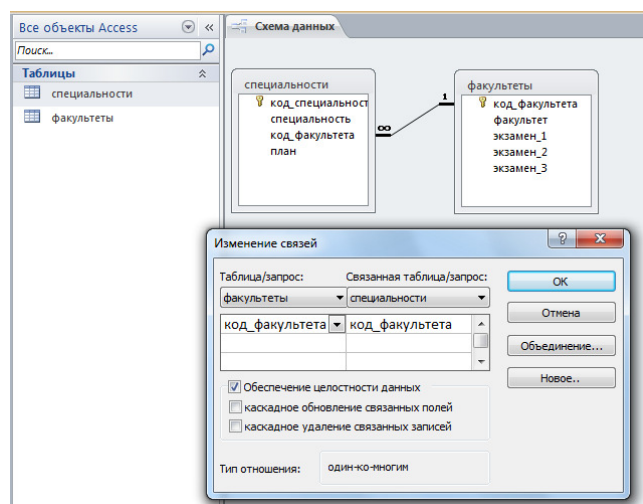 Все объекты Access
Поиск...
Таблицы
специальности
факультеты
Схема данных
специальности
код_специальност
специальность
код_факультета
план
∞
1
факультеты
код_факультета
факультет
экзамен_1
экзамен_2
экзамен_3
Изменение связей
Таблица/запрос:
Связанная таблица/запрос:
факультеты
специальности
код_факультета
код_факультета
Обеспечение целостности данных
каскадное обновление связанных полей
каскадное удаление связанных записей
Тип отношения:
один-ко-многим
ОК
Отмена
Объединение...
Новое..